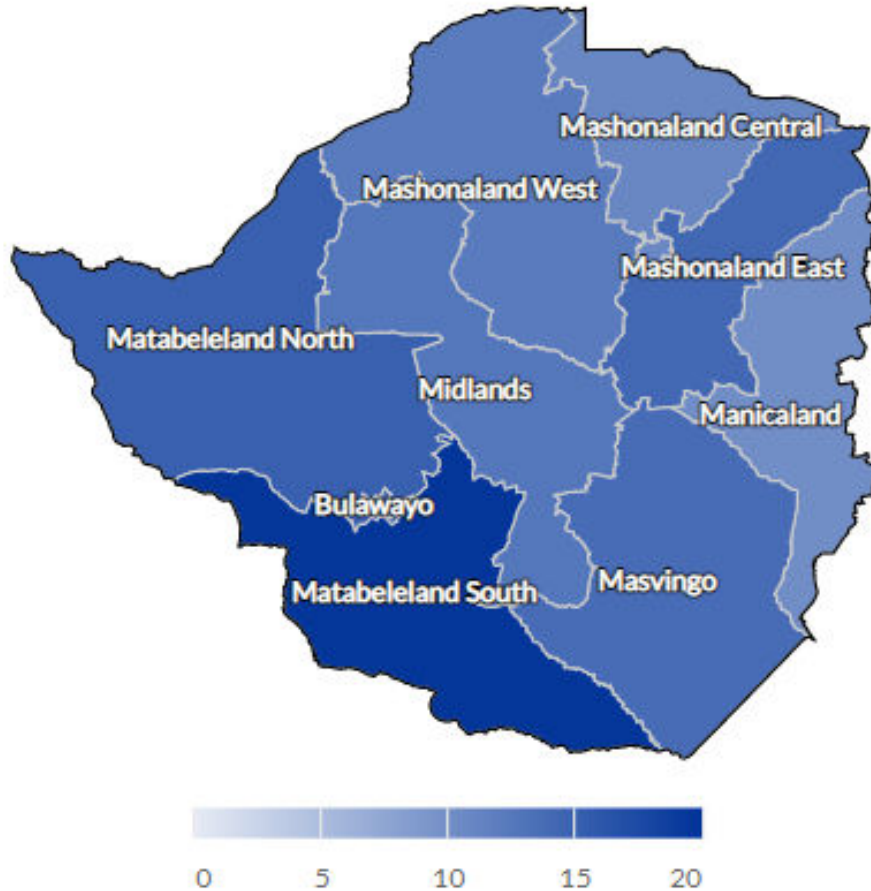 Mashonaland Central
Mashonaland West
Mashonaland East
Matabeleland North
Midlands
Manicaland
Bulawayo
Matabeleland South
Masvingo
0 5 10 15 20